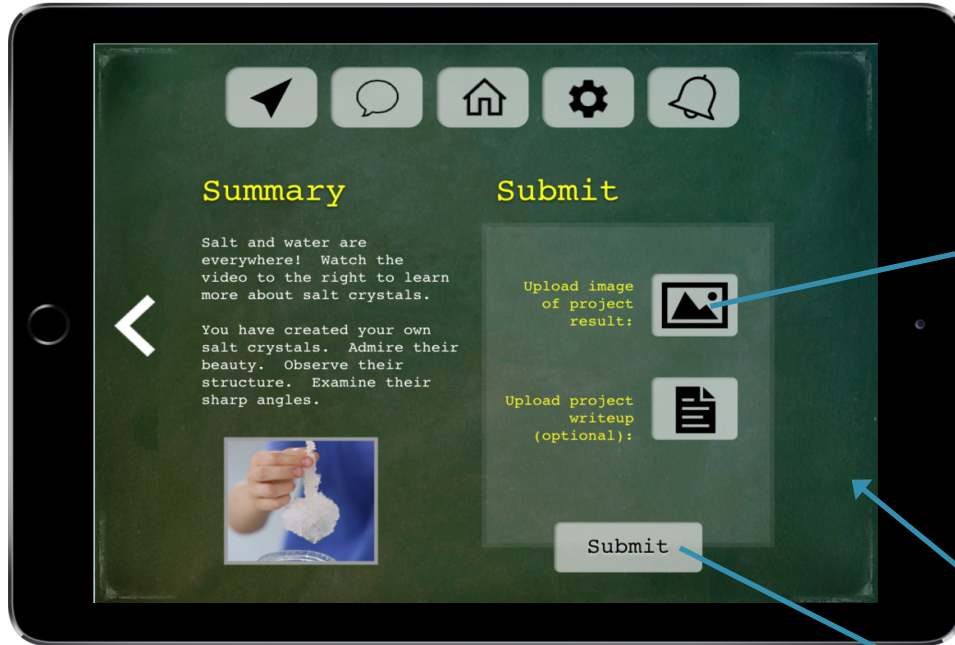 Summary
Salt and water are
everywhere! Watch the
video to the right to learn
more about salt crystals.
You have created your own
salt crystals. Admire their
beauty. Observe their
structure. Examine their
sharp angles.
Submit
Upload image
of project
result:
Upload project
writeup
(optional):
Submit